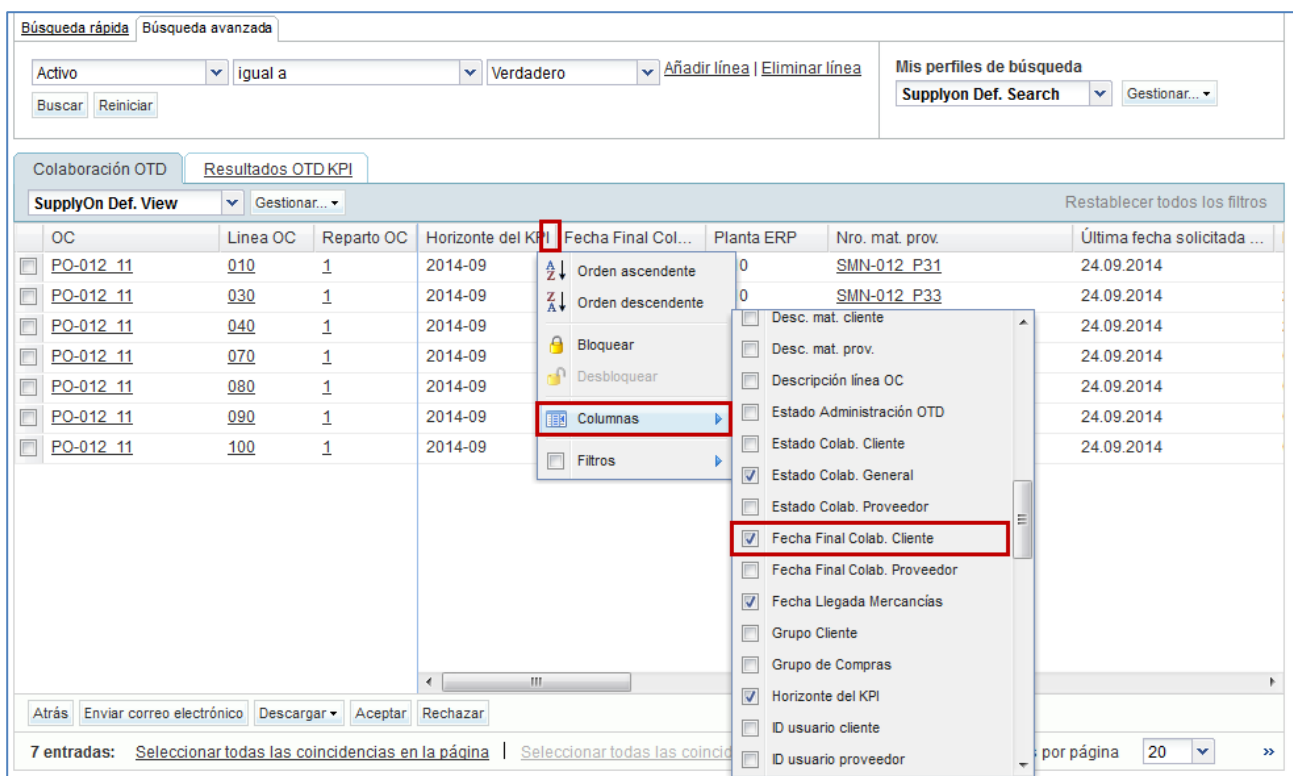 Búsqueda rápida Búsqueda avanzada
Activo igual a Verdadero Añadir línea | Eliminar línea
Buscar Reiniciar
Mis perfiles de búsqueda
Supplyon Def. Search Gestionar...
Colaboración OTD Resultados OTD KPI
SupplyOn Def. View Gestionar... Restablecer todos los filtros
OC Linea OC Reparto OC Horizonte del KPI Fecha Final Col... Planta ERP Nro. mat. prov. Última fecha solicitada ...
PO-012_11 010 1 2014-09 0 SMN-012_P31 24.09.2014
PO-012_11 030 1 2014-09 0 SMN-012_P33 24.09.2014
PO-012_11 040 1 2014-09 24.09.2014
PO-012_11 070 1 2014-09 24.09.2014
PO-012_11 080 1 2014-09 24.09.2014
PO-012_11 090 1 2014-09 24.09.2014
PO-012_11 100 1 2014-09 24.09.2014
Orden ascendente
Orden descendente
Bloquear
Desbloquear
Columnas
Filtros
Desc. mat. cliente
Desc. mat. prov.
Descripción línea OC
Estado Administración OTD
Estado Colab. Cliente
Estado Colab. General
Estado Colab. Proveedor
Fecha Final Colab. Cliente
Fecha Final Colab. Proveedor
Fecha Llegada Mercancías
Grupo Cliente
Grupo de Compras
Horizonte del KPI
ID usuario cliente
ID usuario proveedor
Atrás Enviar correo electrónico Descargar Aceptar Rechazar
7 entradas: Seleccionar todas las coincidencias en la página | Seleccionar todas las por página 20 »